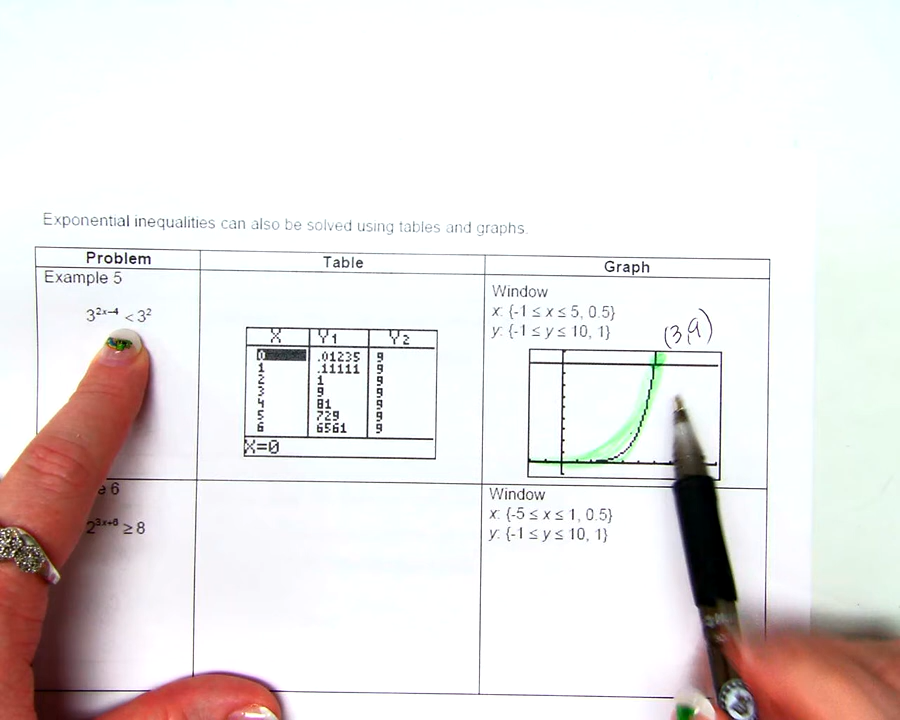 Exponential inequalities can also be solved using tables and graphs.
Problem Table Graph
Example 5
3^{2x−4} < 3²
X Y₁ Y₂
0 .01235 9
1 .11111 9
2 1 9
3 9 9
4 81 9
5 729 9
6 6561 9
X=0
Window
x: {-1 ≤ x ≤ 5, 0.5}
y: {-1 ≤ y ≤ 10, 1}
(3,9)
e 6
2^{3x+6} ≥ 8
Window
x: {-5 ≤ x ≤ 1, 0.5}
y: {-1 ≤ y ≤ 10, 1}